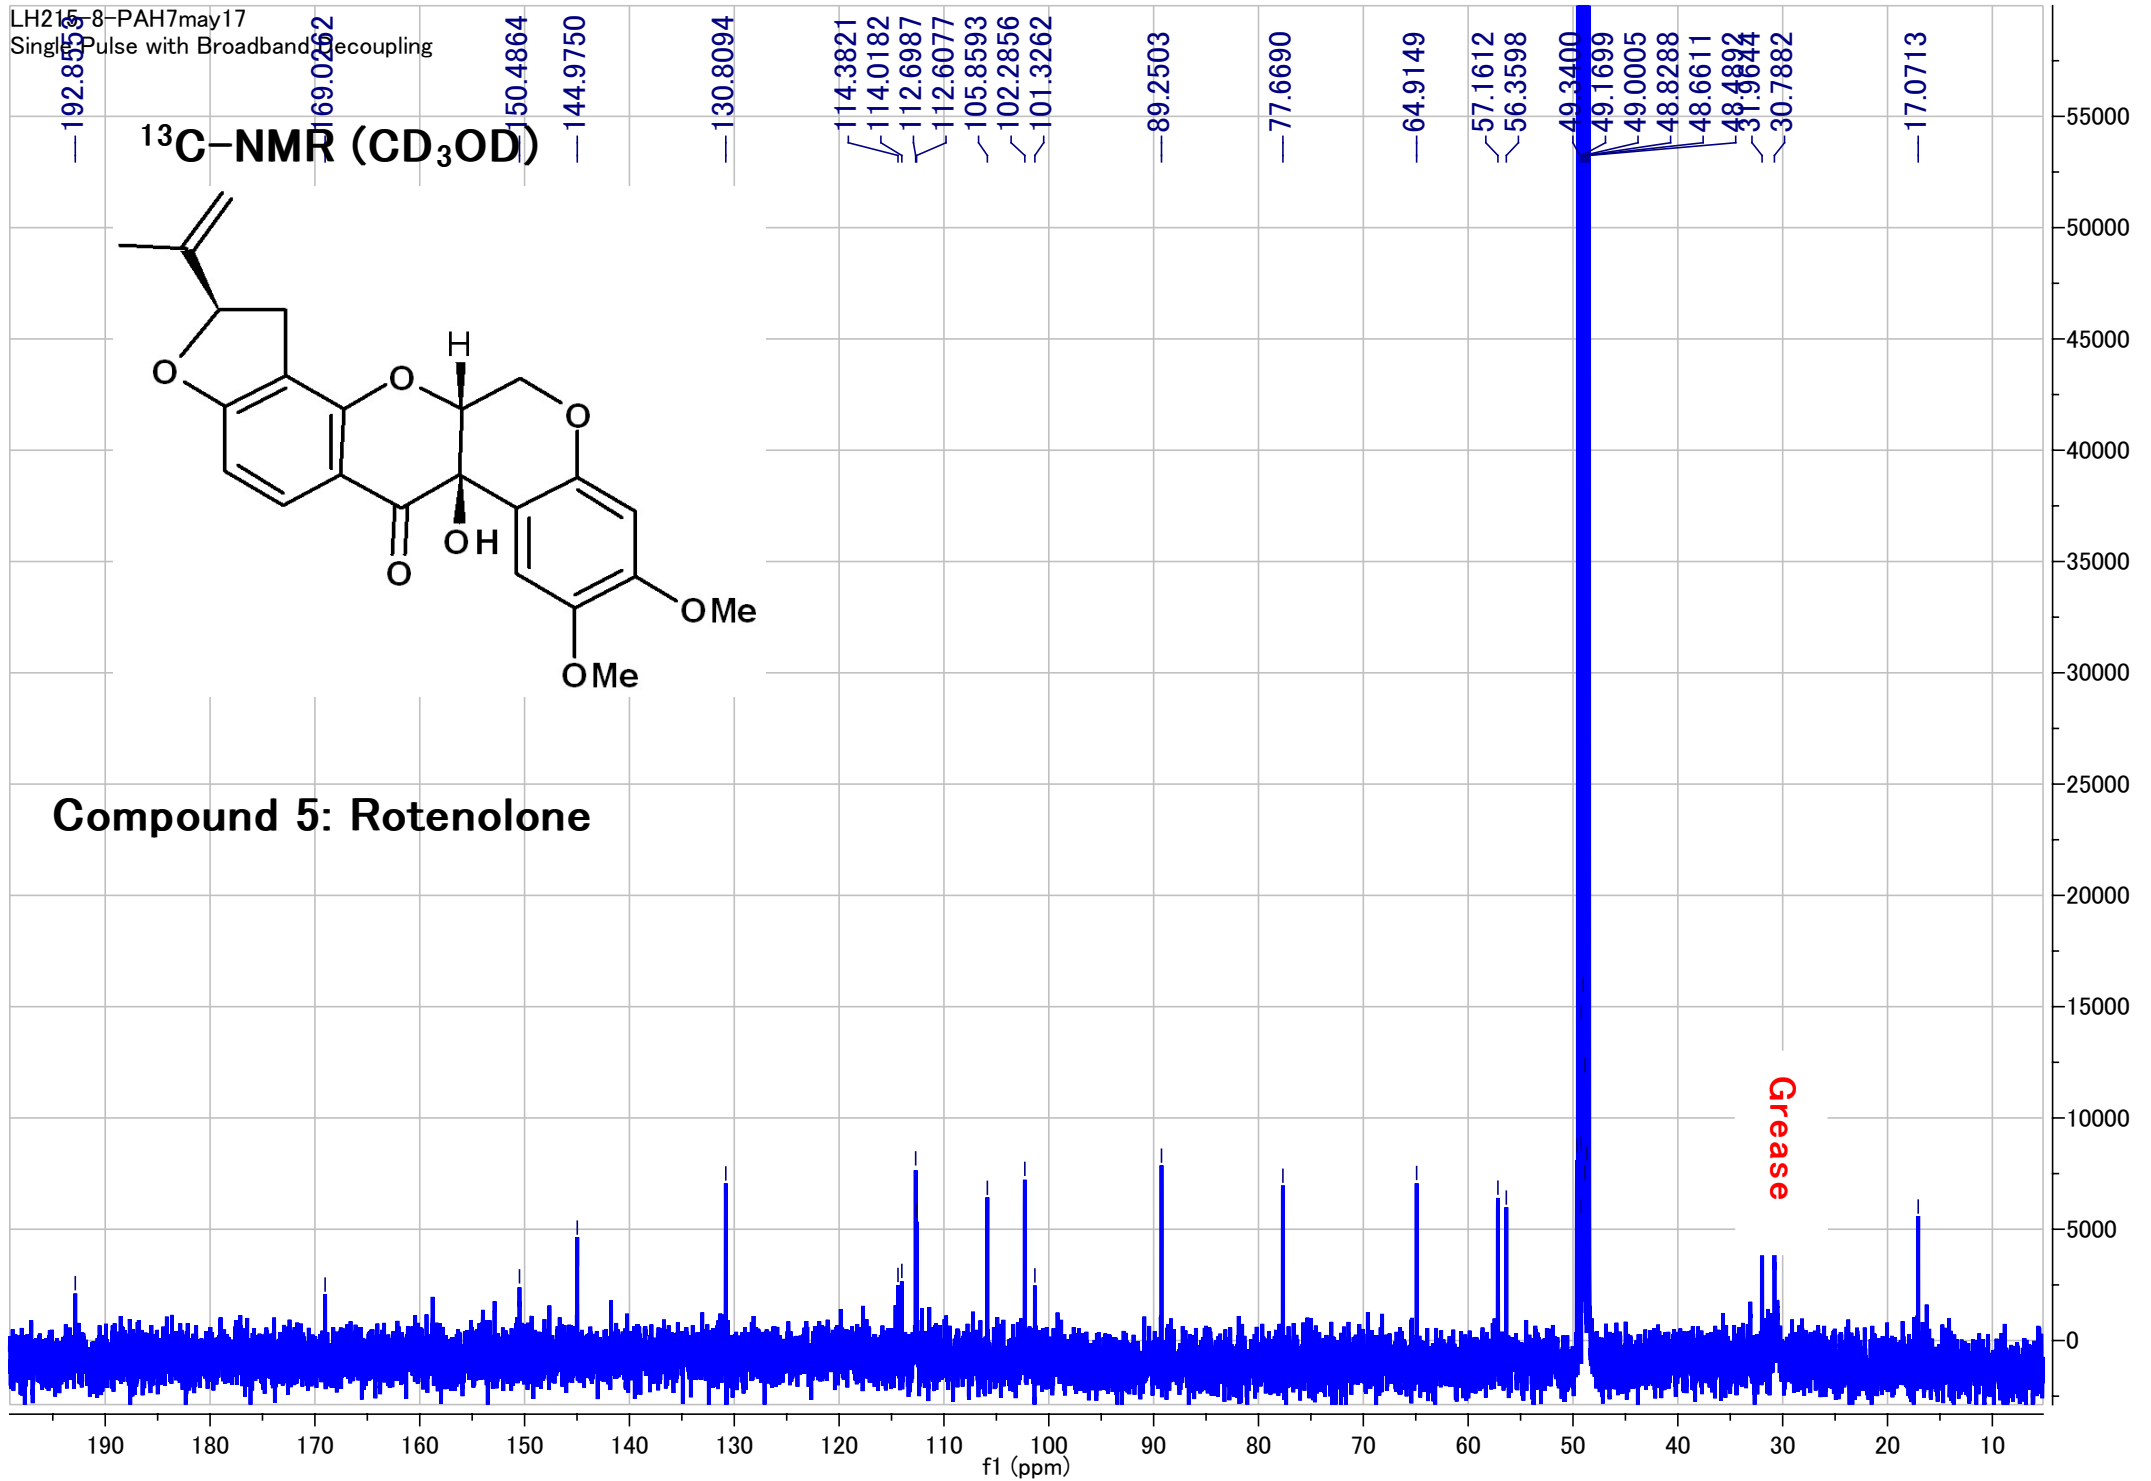 LH215-8-PAH7may17
Single Pulse with Broadband Decoupling
192.8553
169.0262
150.4864
144.9750
130.8094
114.3821
114.0182
112.6987
112.6077
105.8593
102.2856
101.3262
89.2503
77.6690
64.9149
57.1612
56.3598
49.3400
49.1699
49.0005
48.8288
48.6611
48.4892
31.9644
30.7882
17.0713
¹³C-NMR (CD₃OD)
H
O
O
O
OH
O
OMe
OMe
Compound 5: Rotenolone
Grease
55000
50000
45000
40000
35000
30000
25000
20000
15000
10000
5000
0
190 180 170 160 150 140 130 120 110 100 90 80 70 60 50 40 30 20 10
f1 (ppm)